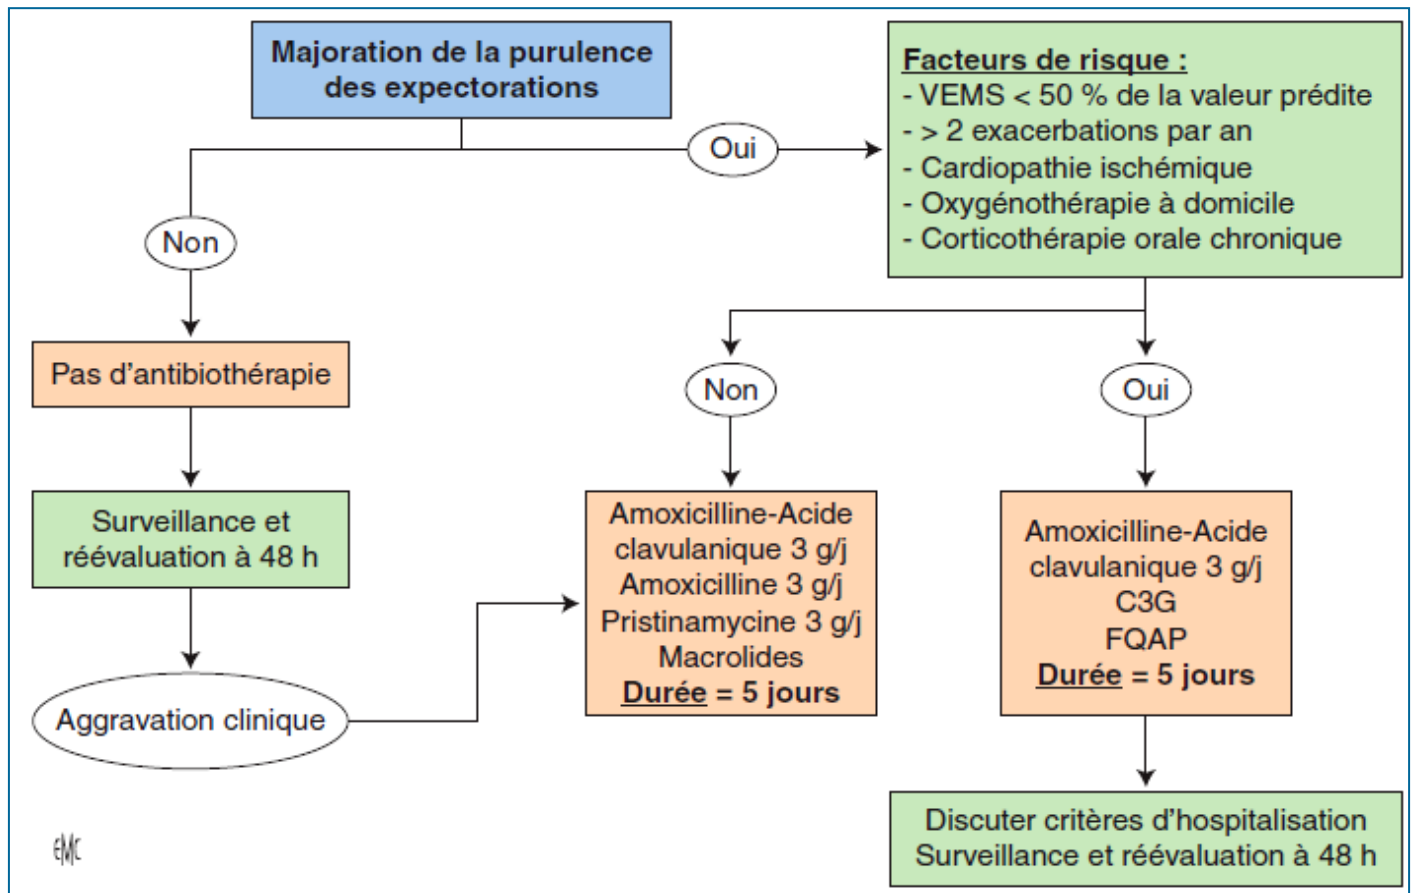 Majoration de la purulence
des expectorations
Oui
Facteurs de risque :
- VEMS < 50 % de la valeur prédite
- > 2 exacerbations par an
- Cardiopathie ischémique
- Oxygénothérapie à domicile
- Corticothérapie orale chronique
Non
Pas d'antibiothérapie
Surveillance et
réévaluation à 48 h
Aggravation clinique
Non
Amoxicilline-Acide
clavulanique 3 g/j
Amoxicilline 3 g/j
Pristinamycine 3 g/j
Macrolides
Durée = 5 jours
Oui
Amoxicilline-Acide
clavulanique 3 g/j
C3G
FQAP
Durée = 5 jours
Discuter critères d'hospitalisation
Surveillance et réévaluation à 48 h
EMC